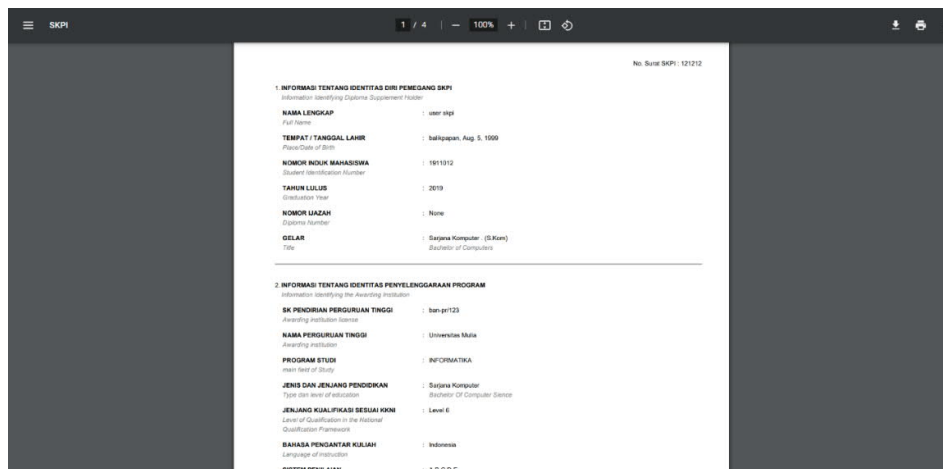 SKPI
1 / 4
100%
No. Surat SKPI : 121212
1. INFORMASI TENTANG IDENTITAS DIRI PEMEGANG SKPI
Information Identifying Diploma Supplement Holder
NAMA LENGKAP : user skpi
Full Name
TEMPAT / TANGGAL LAHIR : balikpapan, Aug. 5, 1999
Place/Date of Birth
NOMOR INDUK MAHASISWA : 1911012
Student Identification Number
TAHUN LULUS : 2019
Graduation Year
NOMOR IJAZAH : None
Diploma Number
GELAR : Sarjana Komputer . (S.Kom)
Title Bachelor of Computers
2. INFORMASI TENTANG IDENTITAS PENYELENGGARAAN PROGRAM
Information Identifying the Awarding Institution
SK PENDIRIAN PERGURUAN TINGGI : ban-pr/123
Awarding institution license
NAMA PERGURUAN TINGGI : Universitas Mulia
Awarding institution
PROGRAM STUDI : INFORMATIKA
main field of Study
JENIS DAN JENJANG PENDIDIKAN : Sarjana Komputer
Type dan level of education Bachelor Of Computer Sience
JENJANG KUALIFIKASI SESUAI KKNI : Level 6
Level of Qualification in the National
Qualification Framework
BAHASA PENGANTAR KULIAH : Indonesia
Language of instruction
SISTEM PENILAIAN